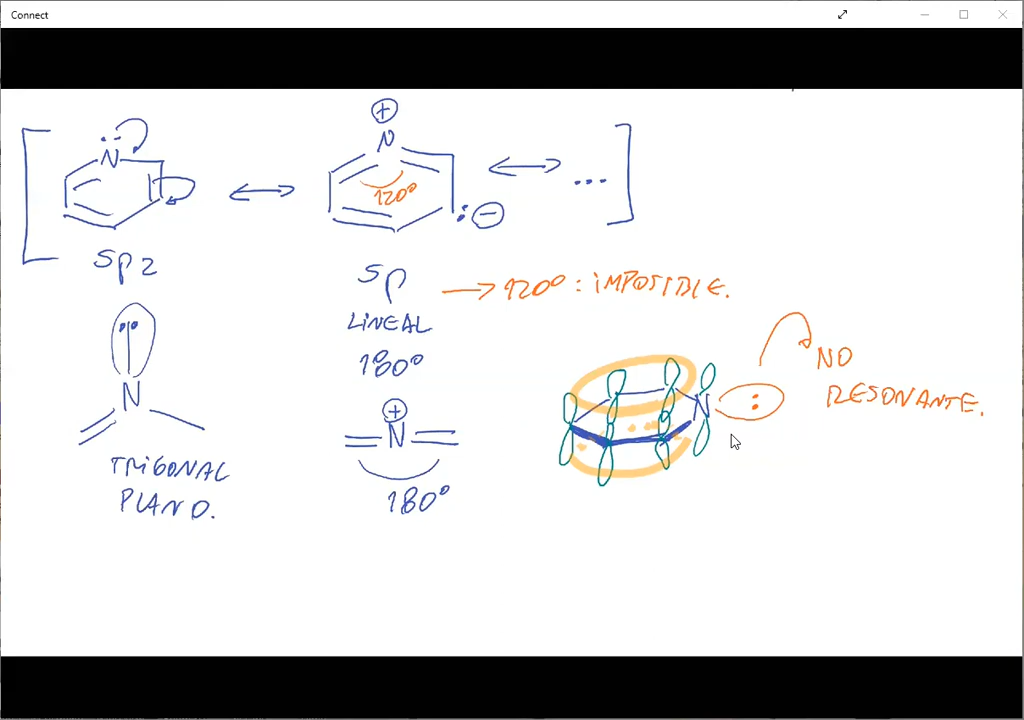 Connect
⊕
N
N
120°
:⊖
...
sp2
sp
→ 120° : IMPOSIBLE.
LINEAL
180°
NO
RESONANTE.
N
⊕
N
N
:
TRIGONAL
PLANO.
180°